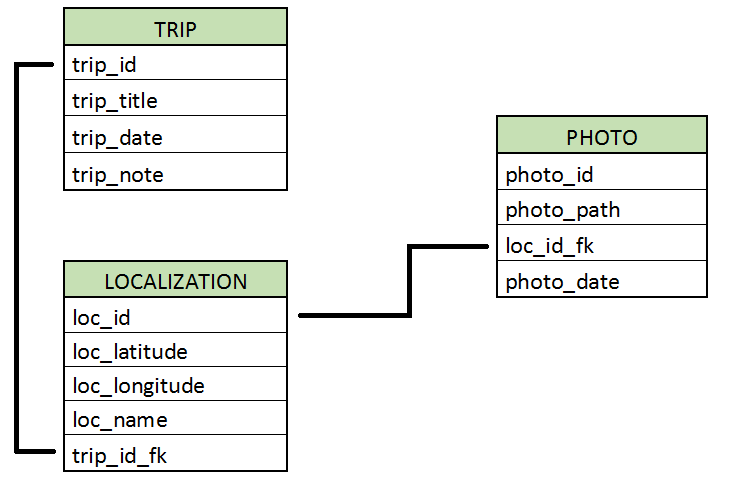 TRIP
trip_id
trip_title
trip_date
trip_note
LOCALIZATION
loc_id
loc_latitude
loc_longitude
loc_name
trip_id_fk
PHOTO
photo_id
photo_path
loc_id_fk
photo_date